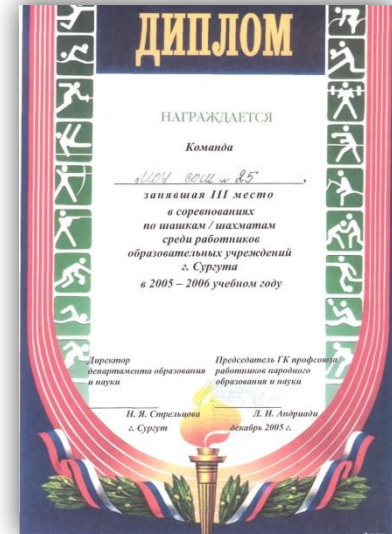 ДИПЛОМ
НАГРАЖДАЕТСЯ
Команда
МОУ СОШ № 25,
занявшая III место
в соревнованиях
по шашкам / шахматам
среди работников
образовательных учреждений
г. Сургута
в 2005 – 2006 учебном году
Директор
департамента образования
и науки
Н. Я. Стрельцова
г. Сургут
Председатель ГК профсоюза
работников народного
образования и науки
Л. И. Андриади
декабрь 2005 г.